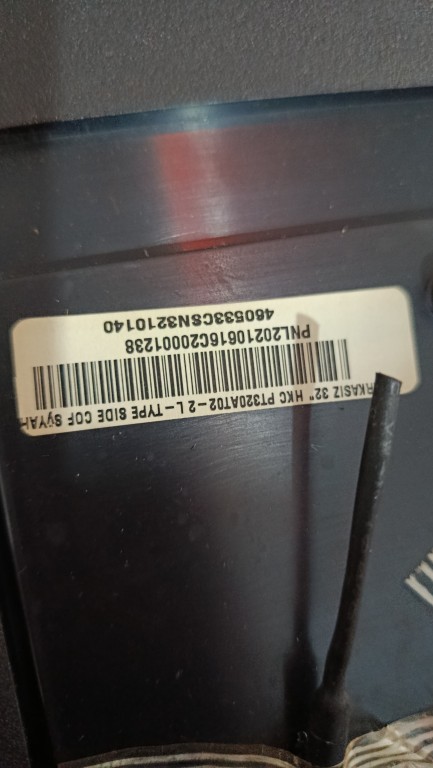 RKASIZ 32" HKC PT320AT02-2 L-TYPE SIDE COF SİYAH
PNL20210616C20001238
460533CSN3210140